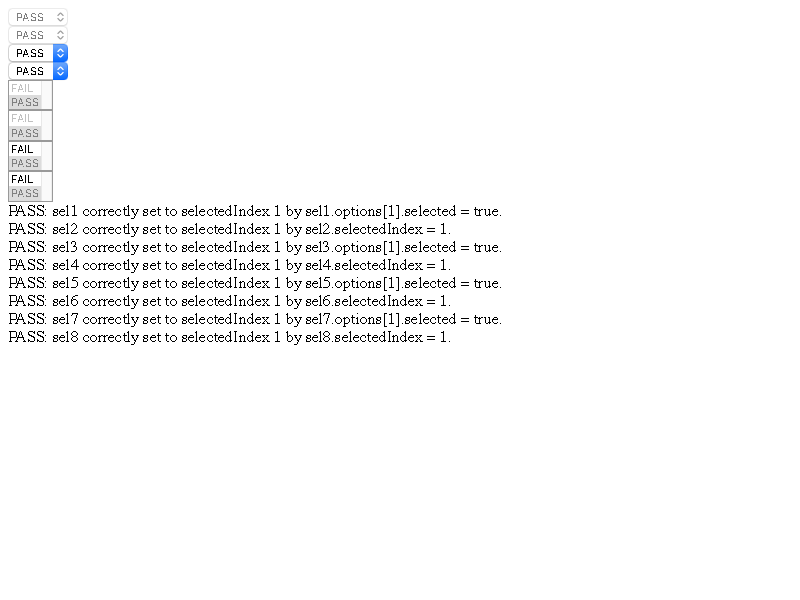 PASS
PASS
PASS
PASS
FAIL
PASS
FAIL
PASS
FAIL
PASS
FAIL
PASS
PASS: sel1 correctly set to selectedIndex 1 by sel1.options[1].selected = true.
PASS: sel2 correctly set to selectedIndex 1 by sel2.selectedIndex = 1.
PASS: sel3 correctly set to selectedIndex 1 by sel3.options[1].selected = true.
PASS: sel4 correctly set to selectedIndex 1 by sel4.selectedIndex = 1.
PASS: sel5 correctly set to selectedIndex 1 by sel5.options[1].selected = true.
PASS: sel6 correctly set to selectedIndex 1 by sel6.selectedIndex = 1.
PASS: sel7 correctly set to selectedIndex 1 by sel7.options[1].selected = true.
PASS: sel8 correctly set to selectedIndex 1 by sel8.selectedIndex = 1.